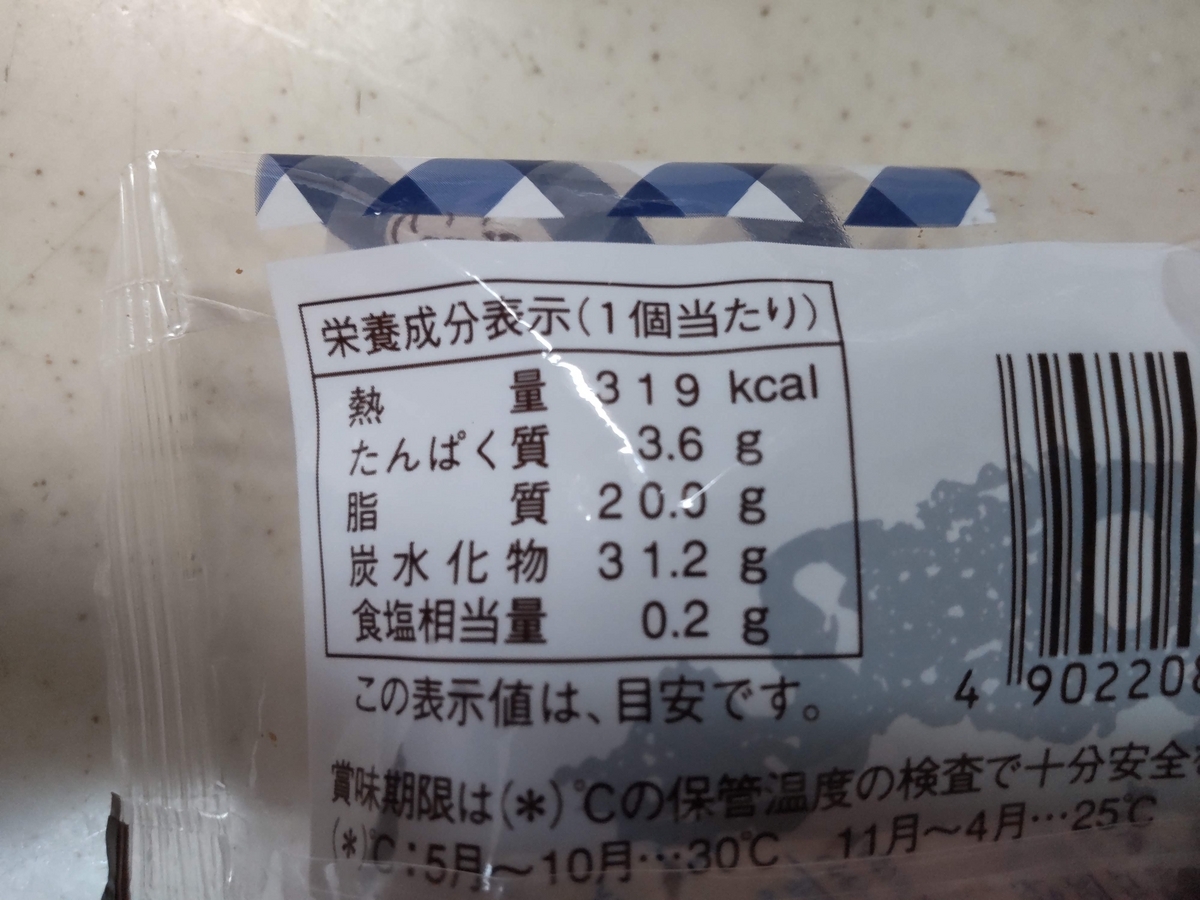 栄養成分表示(1個当たり)
熱量 319 kcal
たんぱく質 3.6 g
脂質 20.0 g
炭水化物 31.2 g
食塩相当量 0.2 g
この表示値は、目安です。
4 902208
賞味期限は(*)℃の保管温度の検査で十分安全
(*)℃:5月~10月…30℃ 11月~4月…25℃